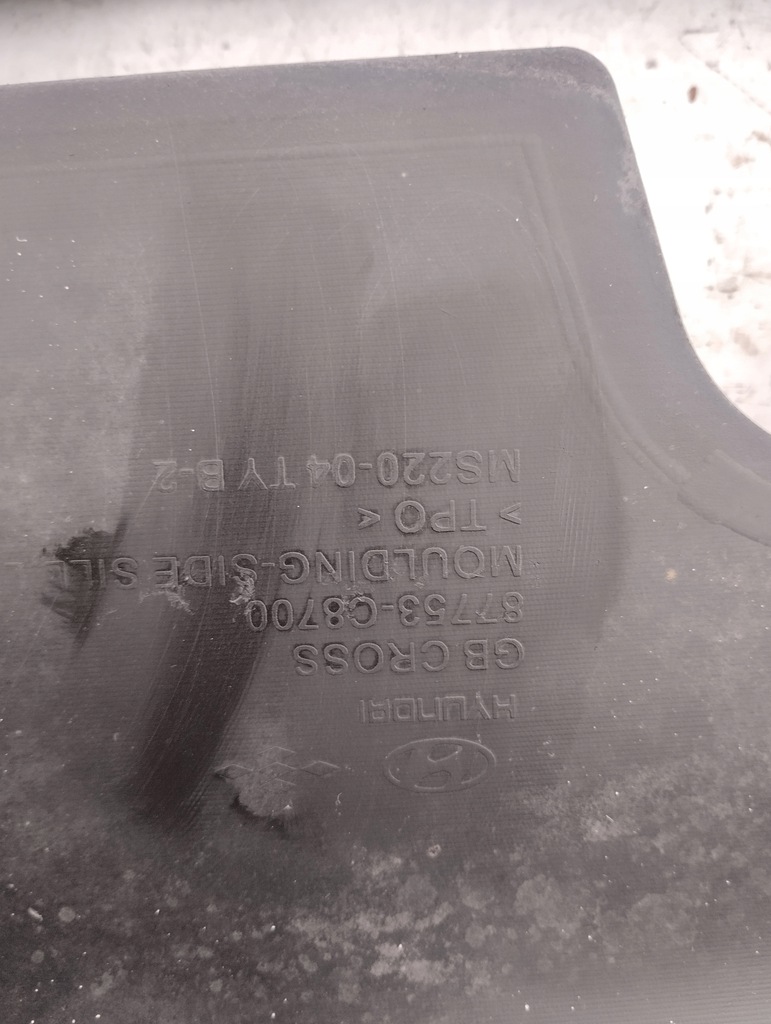 HYUNDAI
GB CROSS
87753-C8700
MOULDING-SIDE SILL
>TPO<
MS220-04 TY B-2